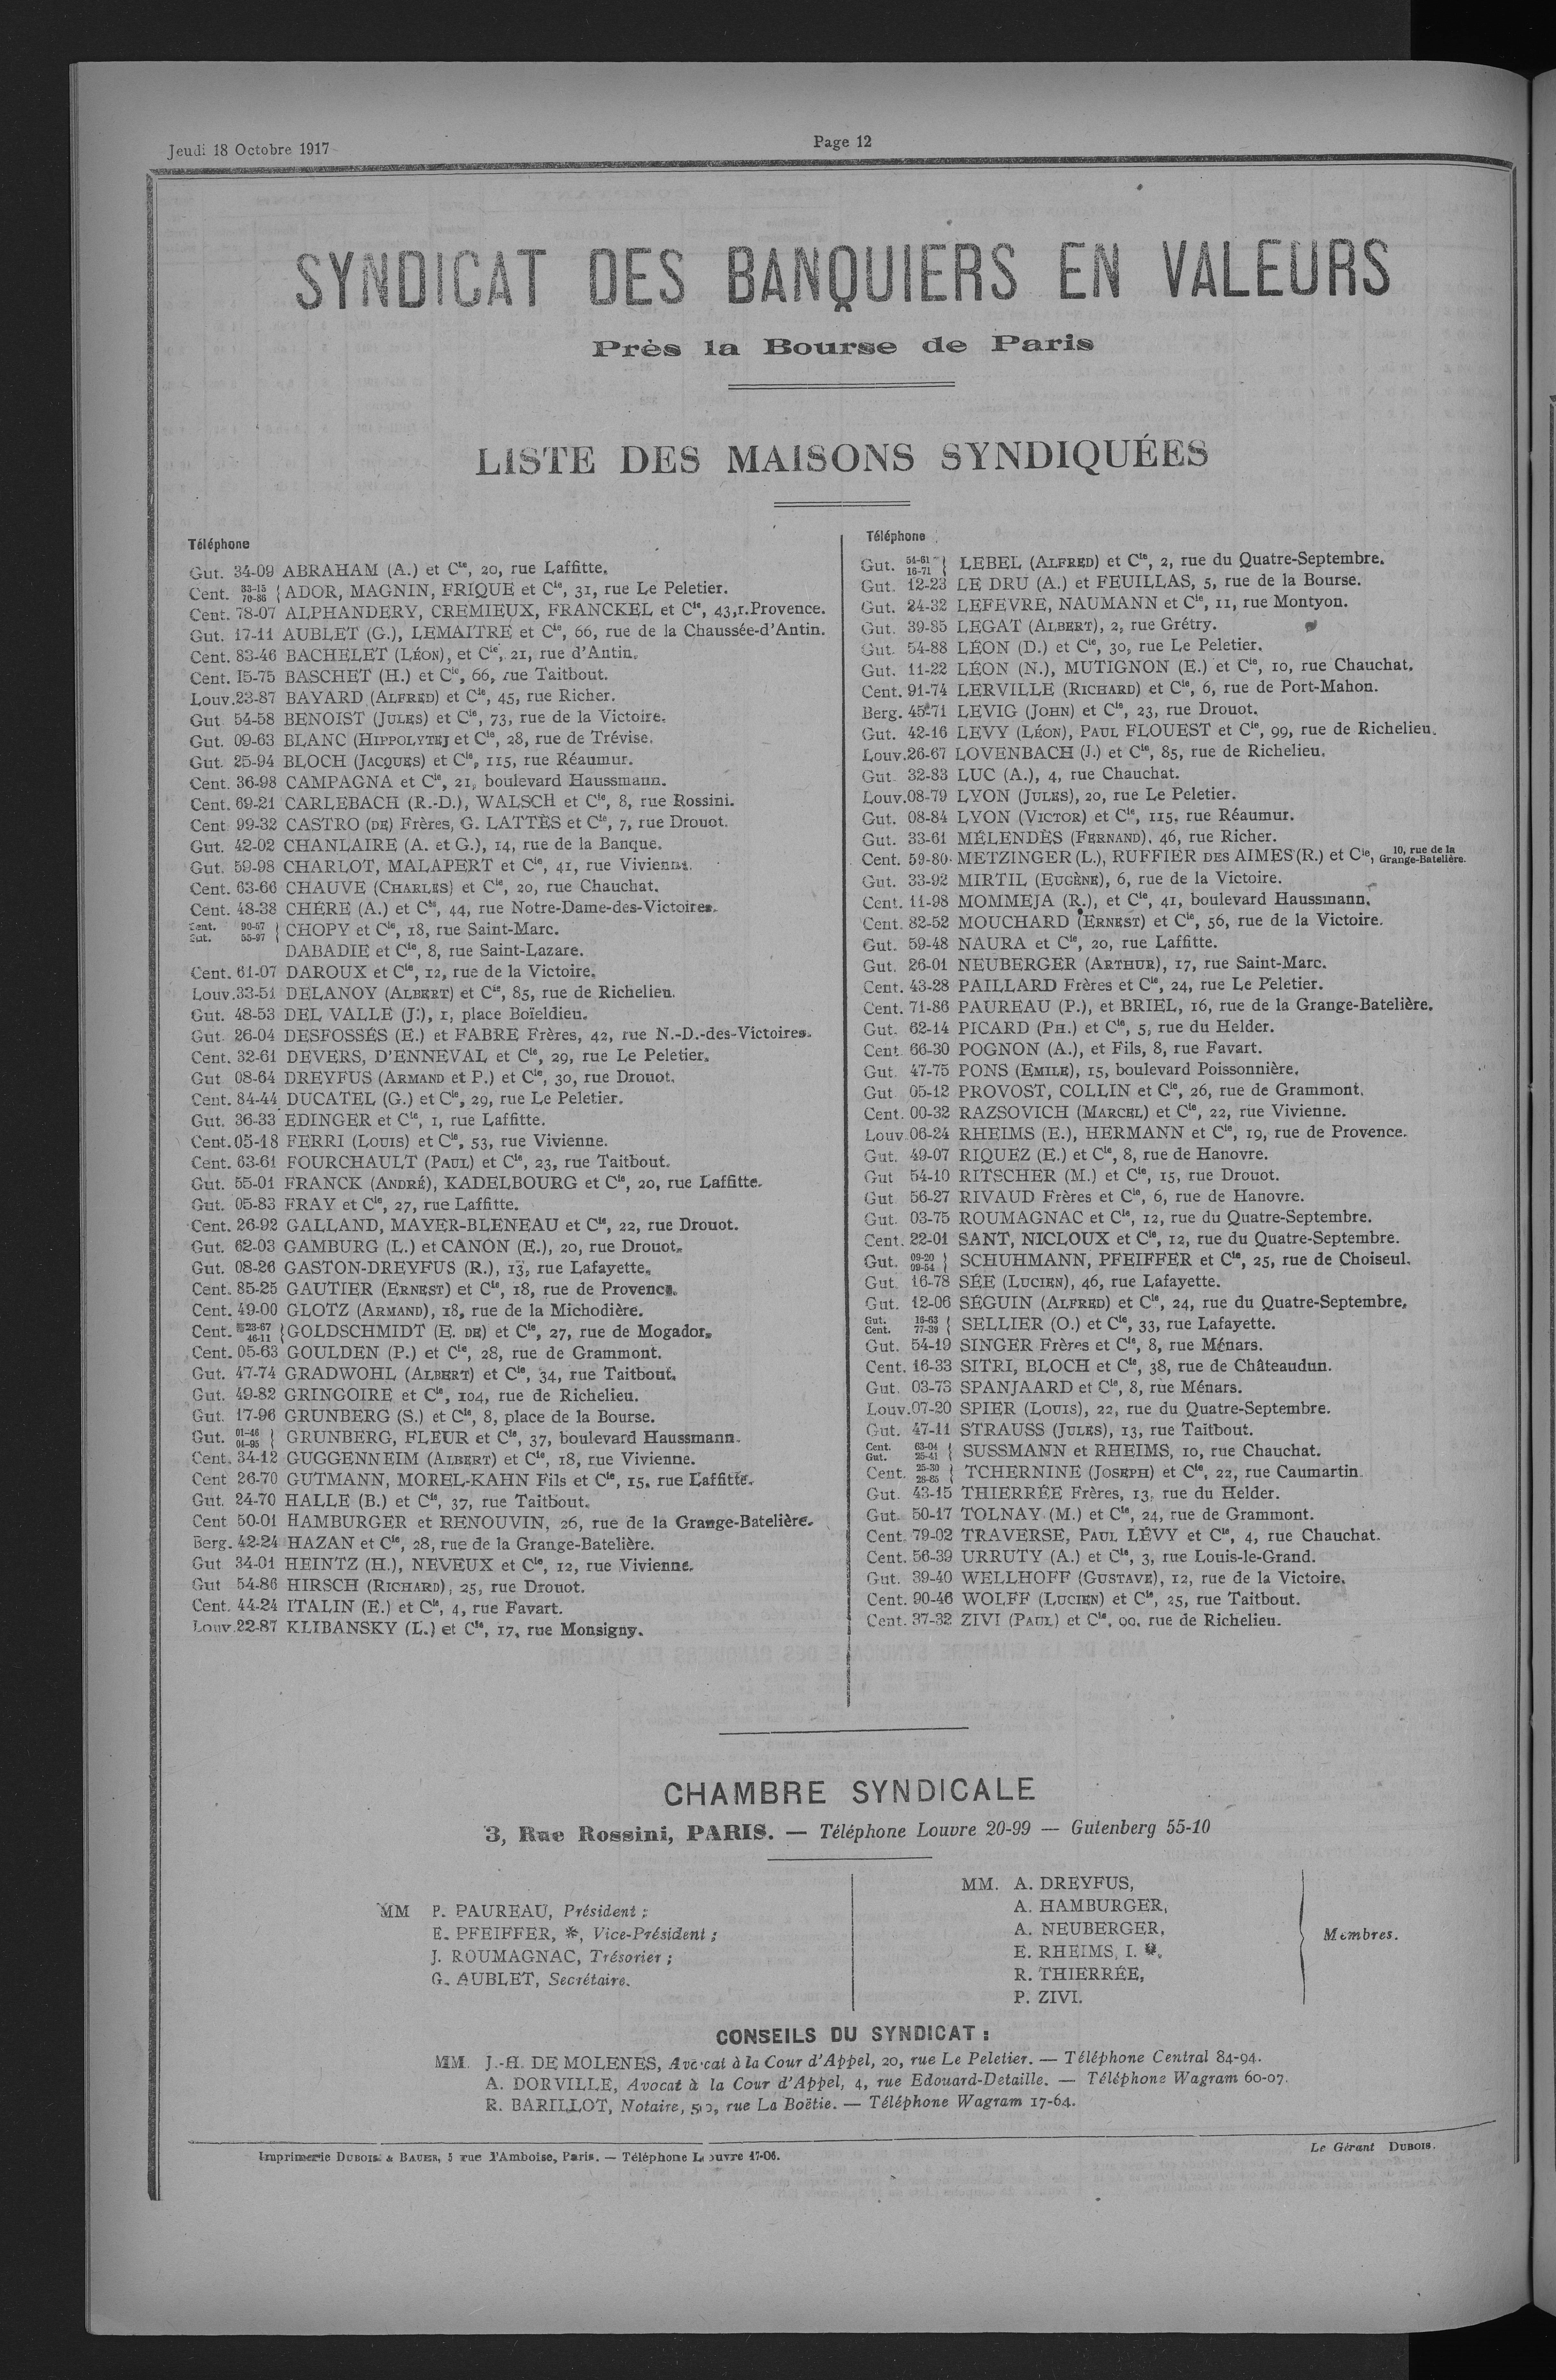 Jeudi 18 Octobre 1917
Page 12
SYNDICAT DES BANQUIERS EN VALEURS
Près la Bourse de Paris
LISTE DES MAISONS SYNDIQUÉES
Téléphone
Gut. 34-09 ABRAHAM (A.) et Cie, 20, rue Laffitte.
Cent. 33-15 70-86 { ADOR, MAGNIN, FRIQUE et Cie, 31, rue Le Peletier.
Cent. 78-07 ALPHANDERY, CREMIEUX, FRANCKEL et Cie, 43,r.Provence.
Gut. 17-11 AUBLET (G.), LEMAITRE et Cie, 66, rue de la Chaussée-d'Antin.
Cent. 83-46 BACHELET (LÉON), et Cie, 21, rue d'Antin.
Cent. 15-75 BASCHET (H.) et Cie, 66, rue Taitbout.
Louv.23-87 BAYARD (ALFRED) et Cie, 45, rue Richer.
Gut. 54-58 BENOIST (JULES) et Cie, 73, rue de la Victoire.
Gut. 09-63 BLANC (HIPPOLYTE) et Cie, 28, rue de Trévise.
Gut. 25-94 BLOCH (JACQUES) et Cie, 115, rue Réaumur.
Cent. 36-98 CAMPAGNA et Cie, 21, boulevard Haussmann.
Cent. 69-21 CARLEBACH (R.-D.), WALSCH et Cie, 8, rue Rossini.
Cent 99-32 CASTRO (DE) Frères, G. LATTÈS et Cie, 7, rue Drouot.
Gut. 42-02 CHANLAIRE (A. et G.), 14, rue de la Banque.
Gut. 59-98 CHARLOT, MALAPERT et Cie, 41, rue Vivienne.
Cent. 63-66 CHAUVE (CHARLES) et Cie, 20, rue Chauchat.
Cent. 48-38 CHÈRE (A.) et Cie, 44, rue Notre-Dame-des-Victoires.
Cent. 90-57 Gut. 55-97 { CHOPY et Cie, 18, rue Saint-Marc.
DABADIE et Cie, 8, rue Saint-Lazare.
Cent. 61-07 DAROUX et Cie, 12, rue de la Victoire.
Louv.33-51 DELANOY (ALBERT) et Cie, 85, rue de Richelieu.
Gut. 48-53 DEL VALLE (J.), 1, place Boïeldieu.
Gut. 26-04 DESFOSSÉS (E.) et FABRE Frères, 42, rue N.-D.-des-Victoires.
Cent. 32-61 DEVERS, D'ENNEVAL et Cie, 29, rue Le Peletier.
Gut 08-64 DREYFUS (ARMAND et P.) et Cie, 30, rue Drouot.
Cent. 84-44 DUCATEL (G.) et Cie, 29, rue Le Peletier.
Gut. 36-33 EDINGER et Cie, 1, rue Laffitte.
Cent.05-18 FERRI (LOUIS) et Cie, 53, rue Vivienne.
Cent. 63-61 FOURCHAULT (PAUL) et Cie, 23, rue Taitbout.
Gut. 55-01 FRANCK (ANDRÉ), KADELBOURG et Cie, 20, rue Laffitte.
Gut. 05-83 FRAY et Cie, 27, rue Laffitte.
Cent. 26-92 GALLAND, MAYER-BLENEAU et Cie, 22, rue Drouot.
Gut. 62-03 GAMBURG (L.) et CANON (E.), 20, rue Drouot.
Gut. 08-26 GASTON-DREYFUS (R.), 13, rue Lafayette.
Cent. 85-25 GAUTIER (ERNEST) et Cie, 18, rue de Provence.
Cent. 49-00 GLOTZ (ARMAND), 18, rue de la Michodière.
Cent. 23-67 46-11 { GOLDSCHMIDT (E. DE) et Cie, 27, rue de Mogador.
Cent. 05-63 GOULDEN (P.) et Cie, 28, rue de Grammont.
Gut. 47-74 GRADWOHL (ALBERT) et Cie, 34, rue Taitbout.
Gut. 49-82 GRINGOIRE et Cie, 104, rue de Richelieu.
Gut. 17-96 GRUNBERG (S.) et Cie, 8, place de la Bourse.
Gut. 01-46 04-95 { GRUNBERG, FLEUR et Cie, 37, boulevard Haussmann.
Cent. 34-12 GUGGENNEIM (ALBERT) et Cie, 18, rue Vivienne.
Cent 26-70 GUTMANN, MOREL-KAHN Fils et Cie, 15, rue Laffitte.
Gut. 24-70 HALLE (B.) et Cie, 37, rue Taitbout.
Cent 50-01 HAMBURGER et RENOUVIN, 26, rue de la Grange-Batelière.
Berg. 42-24 HAZAN et Cie, 28, rue de la Grange-Batelière.
Gut 34-01 HEINTZ (H.), NEVEUX et Cie, 12, rue Vivienne.
Gut 54-86 HIRSCH (RICHARD), 25, rue Drouot.
Cent. 44-24 ITALIN (E.) et Cie, 4, rue Favart.
Louv.22-87 KLIBANSKY (L.) et Cie, 17, rue Monsigny.
Téléphone
Gut. 54-61 16-71 { LEBEL (ALFRED) et Cie, 2, rue du Quatre-Septembre.
Gut. 12-23 LE DRU (A.) et FEUILLAS, 5, rue de la Bourse.
Gut. 24-32 LEFEVRE, NAUMANN et Cie, 11, rue Montyon.
Gut. 39-85 LEGAT (ALBERT), 2, rue Grétry.
Gut. 54-88 LÉON (D.) et Cie, 30, rue Le Peletier.
Gut. 11-22 LÉON (N.), MUTIGNON (E.) et Cie, 10, rue Chauchat.
Cent. 91-74 LERVILLE (RICHARD) et Cie, 6, rue de Port-Mahon.
Berg. 45-71 LEVIG (JOHN) et Cie, 23, rue Drouot.
Gut. 42-16 LEVY (LÉON), PAUL FLOUEST et Cie, 99, rue de Richelieu.
Louv.26-67 LOVENBACH (J.) et Cie, 85, rue de Richelieu.
Gut. 32-83 LUC (A.), 4, rue Chauchat.
Louv.08-79 LYON (JULES), 20, rue Le Peletier.
Gut. 08-84 LYON (VICTOR) et Cie, 115, rue Réaumur.
Gut. 33-61 MÉLENDÈS (FERNAND), 46, rue Richer.
Cent. 59-80 METZINGER (L.), RUFFIER DES AIMES (R.) et Cie, 10, rue de la Grange-Batelière.
Gut. 33-92 MIRTIL (EUGÈNE), 6, rue de la Victoire.
Cent. 11-98 MOMMEJA (R.), et Cie, 41, boulevard Haussmann.
Cent. 82-52 MOUCHARD (ERNEST) et Cie, 56, rue de la Victoire.
Gut. 59-48 NAURA et Cie, 20, rue Laffitte.
Gut. 26-01 NEUBERGER (ARTHUR), 17, rue Saint-Marc.
Cent. 43-28 PAILLARD Frères et Cie, 24, rue Le Peletier.
Cent. 71-86 PAUREAU (P.), et BRIEL, 16, rue de la Grange-Batelière.
Gut. 62-14 PICARD (PH.) et Cie, 5, rue du Helder.
Cent 66-30 POGNON (A.), et Fils, 8, rue Favart.
Gut. 47-75 PONS (EMILE), 15, boulevard Poissonnière.
Gut 05-12 PROVOST, COLLIN et Cie, 26, rue de Grammont.
Cent. 00-32 RAZSOVICH (MARCEL) et Cie, 22, rue Vivienne.
Louv.06-24 RHEIMS (E.), HERMANN et Cie, 19, rue de Provence.
Gut. 49-07 RIQUEZ (E.) et Cie, 8, rue de Hanovre.
Gut 54-10 RITSCHER (M.) et Cie, 15, rue Drouot.
Gut 56-27 RIVAUD Frères et Cie, 6, rue de Hanovre.
Gut. 03-75 ROUMAGNAC et Cie, 12, rue du Quatre-Septembre.
Cent. 22-01 SANT, NICLOUX et Cie, 12, rue du Quatre-Septembre.
Gut. 09-20 09-54 } SCHUHMANN, PFEIFFER et Cie, 25, rue de Choiseul.
Gut. 16-78 SÉE (LUCIEN), 46, rue Lafayette.
Gut. 12-06 SÉGUIN (ALFRED) et Cie, 24, rue du Quatre-Septembre.
Gut. 16-63 Cent. 77-39 { SELLIER (O.) et Cie, 33, rue Lafayette.
Gut. 54-19 SINGER Frères et Cie, 8, rue Ménars.
Cent. 16-33 SITRI, BLOCH et Cie, 38, rue de Châteaudun.
Gut. 03-73 SPANJAARD et Cie, 8, rue Ménars.
Louv.07-20 SPIER (LOUIS), 22, rue du Quatre-Septembre.
Gut. 47-11 STRAUSS (JULES), 13, rue Taitbout.
Cent. 63-04 Gut. 25-41 { SUSSMANN et RHEIMS, 10, rue Chauchat.
Cent. 25-30 26-85 } TCHERNINE (JOSEPH) et Cie, 22, rue Caumartin.
Gut. 43-15 THIERRÉE Frères, 13, rue du Helder.
Gut. 50-17 TOLNAY (M.) et Cie, 24, rue de Grammont.
Cent. 79-02 TRAVERSE, PAUL LÉVY et Cie, 4, rue Chauchat.
Cent. 56-39 URRUTY (A.) et Cie, 3, rue Louis-le-Grand.
Gut. 39-40 WELLHOFF (GUSTAVE), 12, rue de la Victoire.
Cent. 90-46 WOLFF (LUCIEN) et Cie, 25, rue Taitbout.
Cent. 37-32 ZIVI (PAUL) et Cie, 99, rue de Richelieu.
CHAMBRE SYNDICALE
3, Rue Rossini, PARIS. — Téléphone Louvre 20-99 — Gutenberg 55-10
MM P. PAUREAU, Président ;
E. PFEIFFER, *, Vice-Président ;
J. ROUMAGNAC, Trésorier ;
G. AUBLET, Secrétaire.
MM. A. DREYFUS,
A. HAMBURGER,
A. NEUBERGER,
E. RHEIMS, I.
R. THIERRÉE,
P. ZIVI.
Membres.
CONSEILS DU SYNDICAT :
MM. J.-H. DE MOLENES, Avocat à la Cour d'Appel, 20, rue Le Peletier. — Téléphone Central 84-94.
A. DORVILLE, Avocat à la Cour d'Appel, 4, rue Edouard-Detaille. — Téléphone Wagram 60-07.
R. BARILLOT, Notaire, rue La Boëtie. — Téléphone Wagram 17-64.
Imprimerie DUBOIS & BAUER, 5 rue d'Amboise, Paris. — Téléphone Louvre 17-06.
Le Gérant DUBOIS.